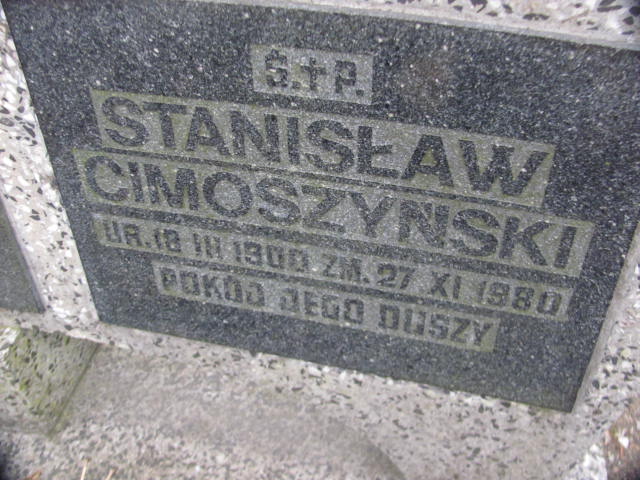 Ś.†P.
STANISŁAW
CIMOSZYŃSKI
UR. 18 III 1900 ZM. 27 XI 1980
POKÓJ JEGO DUSZY